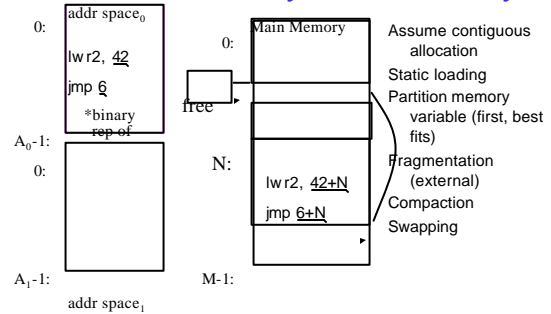 addr space0
0:
lw r2, 42
jmp 6
*binary
rep of
A0-1:
0:
A1-1:
addr space1
Main Memory
0:
free
N:
lw r2, 42+N
jmp 6+N
M-1:
Assume contiguous
allocation
Static loading
Partition memory
variable (first, best
fits)
Fragmentation
(external)
Compaction
Swapping